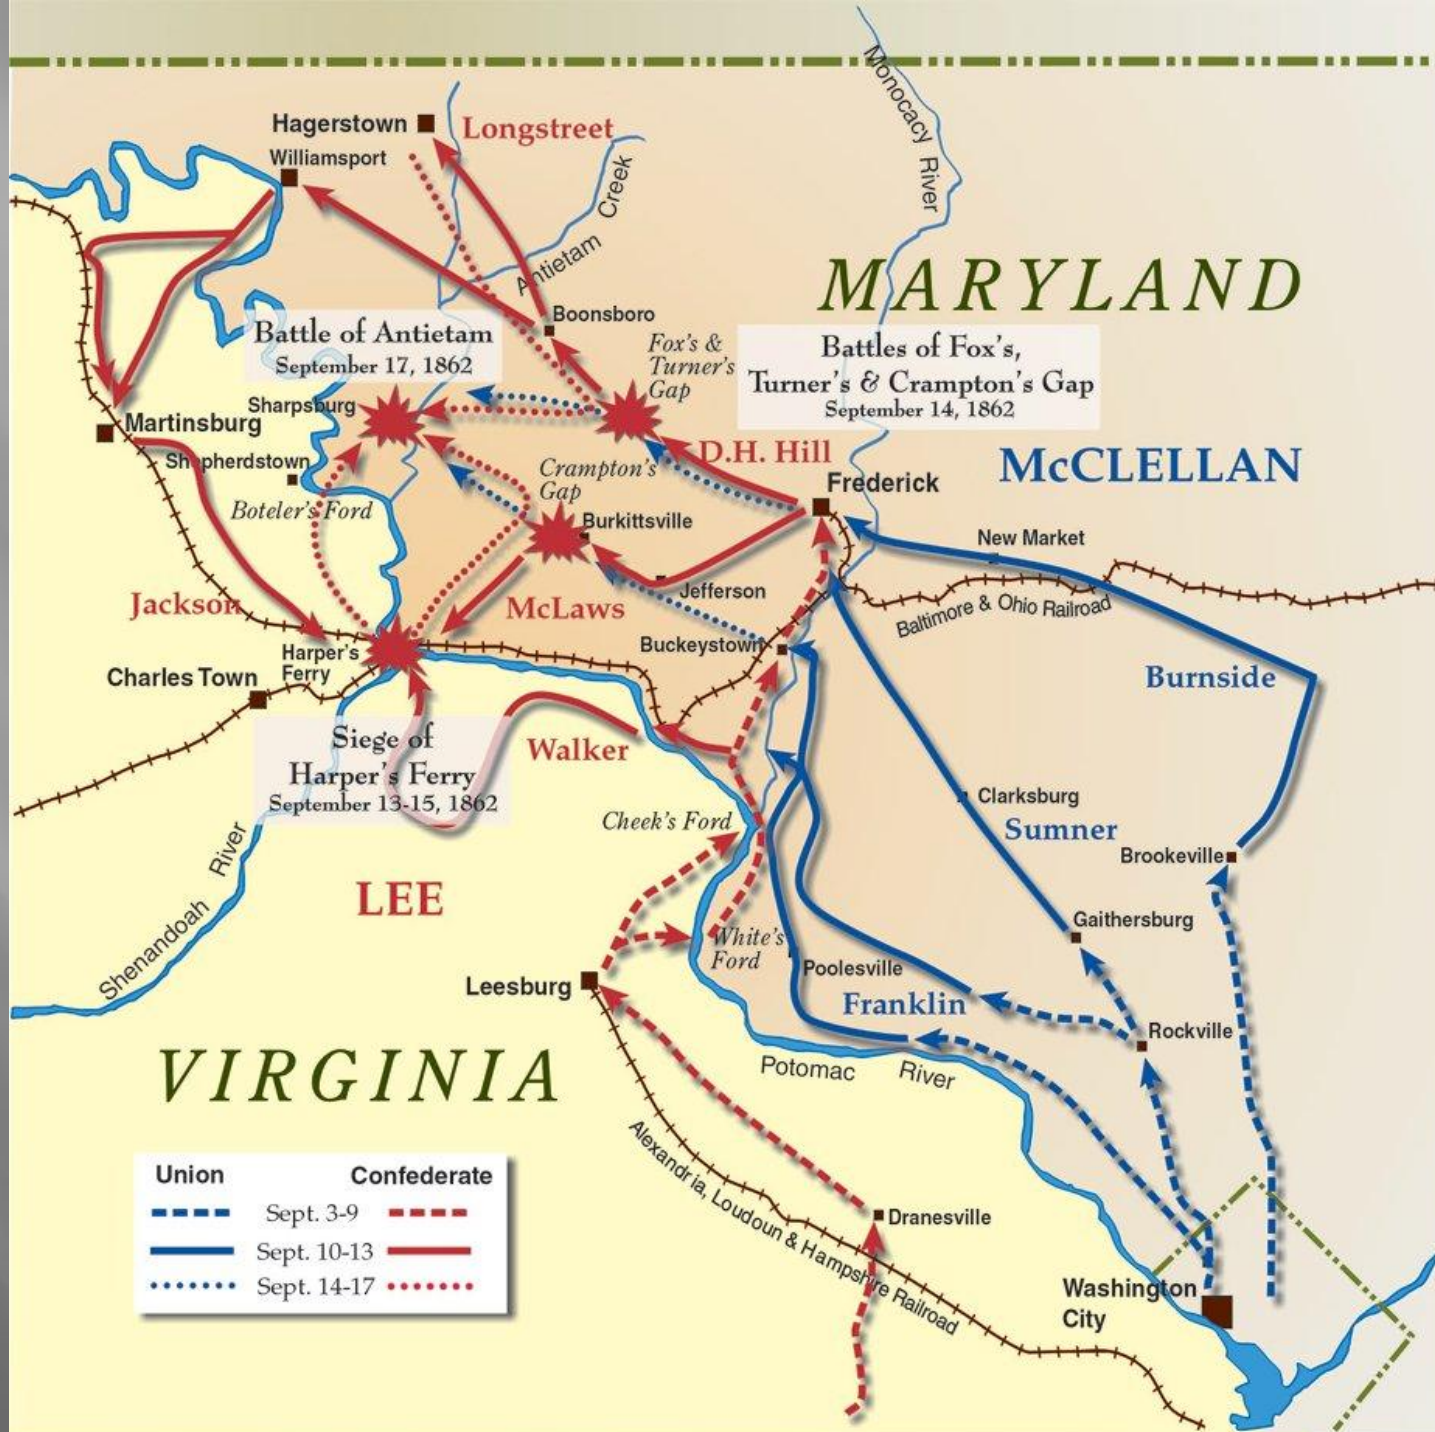 Monocacy River
Hagerstown
Longstreet
Williamsport
Antietam Creek
MARYLAND
Boonsboro
Battle of Antietam
September 17, 1862
Fox's &
Turner's
Gap
Battles of Fox's,
Turner's & Crampton's Gap
September 14, 1862
Sharpsburg
Martinsburg
D.H. Hill
McCLELLAN
Shepherdstown
Crampton's
Gap
Frederick
Boteler's Ford
Burkittsville
New Market
Jefferson
Jackson
McLaws
Baltimore & Ohio Railroad
Buckeystown
Harper's
Ferry
Charles Town
Burnside
Siege of
Harper's Ferry
September 13-15, 1862
Walker
Clarksburg
Cheek's Ford
Sumner
Brookeville
Shenandoah River
LEE
Gaithersburg
White's
Ford
Poolesville
Leesburg
Franklin
Rockville
VIRGINIA
Potomac River
Alexandria, Loudoun & Hampshire Railroad
Union Confederate
Sept. 3-9
Sept. 10-13
Sept. 14-17
Dranesville
Washington
City